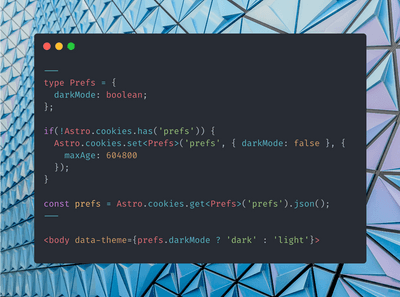 ---
type Prefs = {
  darkMode: boolean;
};

if(!Astro.cookies.has('prefs')) {
  Astro.cookies.set<Prefs>('prefs', { darkMode: false }, {
    maxAge: 604800
  });
}

const prefs = Astro.cookies.get<Prefs>('prefs').json();
---

<body data-theme={prefs.darkMode ? 'dark' : 'light'}>